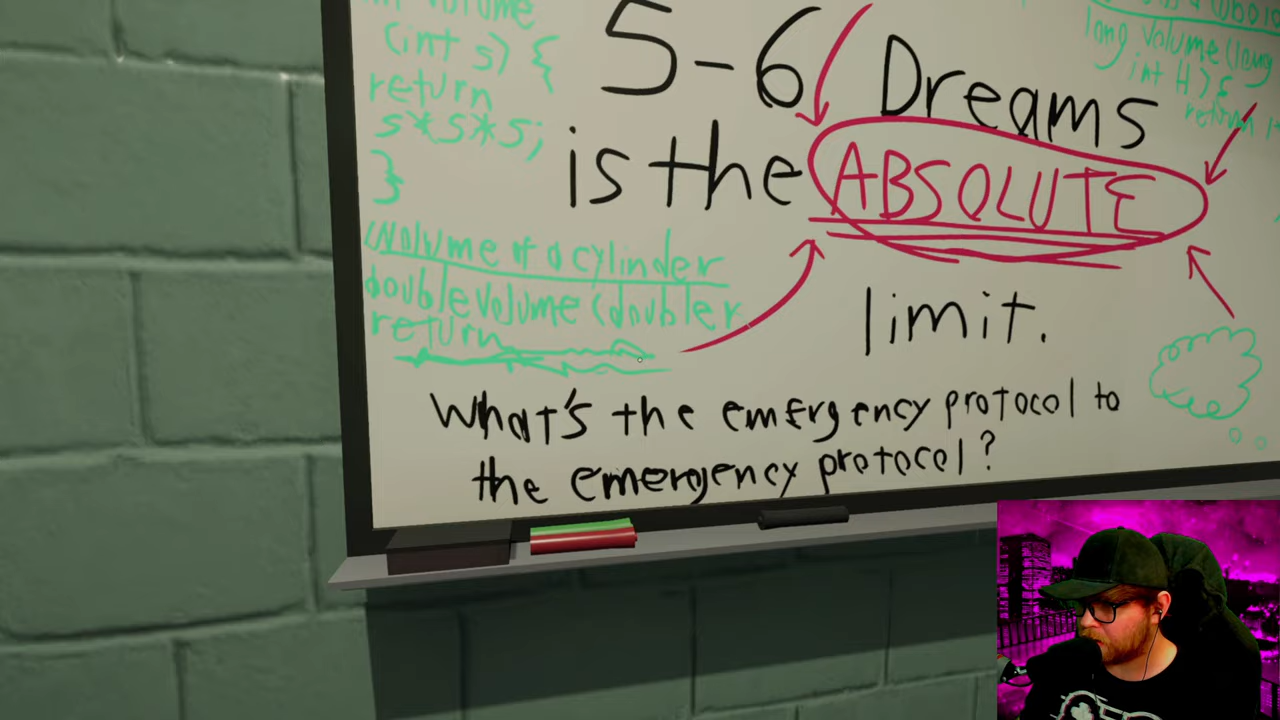 volume
(int s) {
return
s*s*s;
}
//Volume of a cylinder
double volume (double r
return
5-6 Dreams
is the ABSOLUTE
limit.
long volume (long
int H) {
return
What's the emergency protocol to
the emergency protocol?